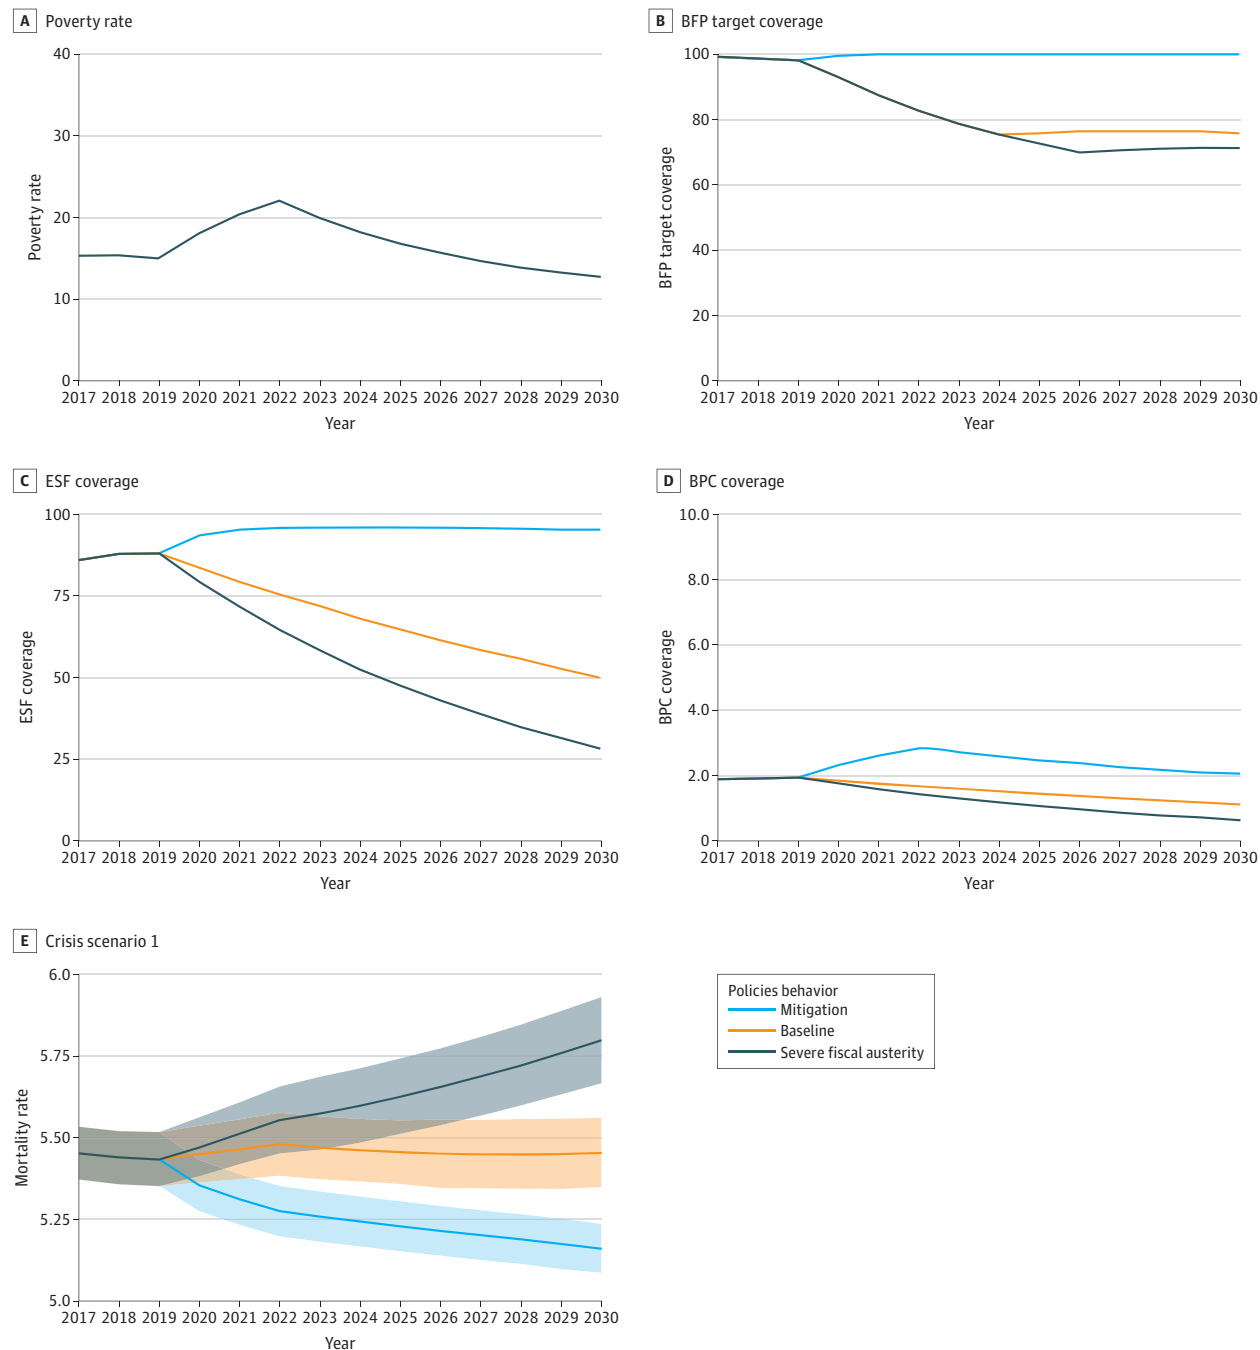 A Poverty rate
40
30
20
10
0
Poverty rate
2017 2018 2019 2020 2021 2022 2023 2024 2025 2026 2027 2028 2029 2030
Year
B BFP target coverage
100
80
60
40
20
0
BFP target coverage
2017 2018 2019 2020 2021 2022 2023 2024 2025 2026 2027 2028 2029 2030
Year
C ESF coverage
100
75
50
25
0
ESF coverage
2017 2018 2019 2020 2021 2022 2023 2024 2025 2026 2027 2028 2029 2030
Year
D BPC coverage
10.0
8.0
6.0
4.0
2.0
0
BPC coverage
2017 2018 2019 2020 2021 2022 2023 2024 2025 2026 2027 2028 2029 2030
Year
E Crisis scenario 1
6.0
5.75
5.50
5.25
5.0
Mortality rate
2017 2018 2019 2020 2021 2022 2023 2024 2025 2026 2027 2028 2029 2030
Year
Policies behavior
Mitigation
Baseline
Severe fiscal austerity